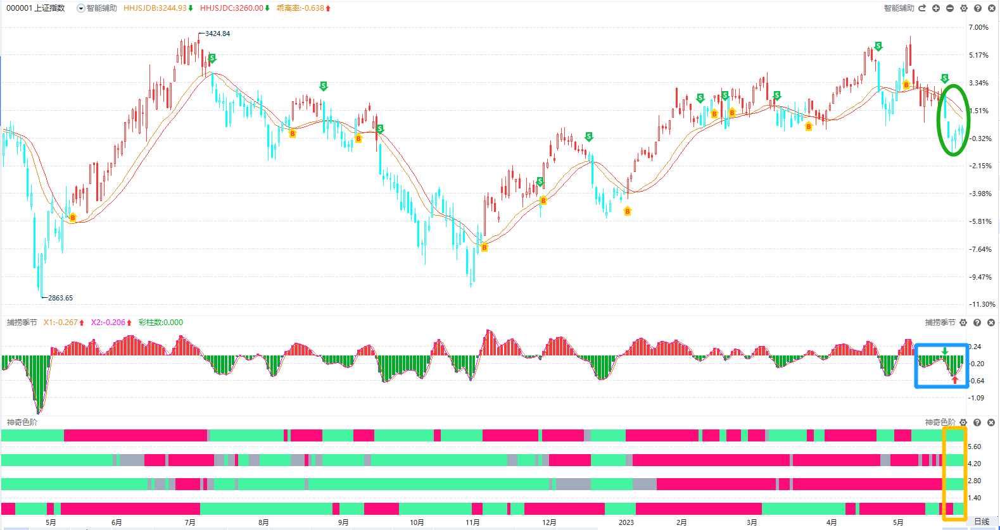 000001 上证指数 智能辅助 HHJSJDB:3244.93 HHJSJDC:3260.00 乖离率:-0.638 智能辅助
7.00%
3424.84
5.17%
S
S
S
3.34%
S
B
S
S
S
1.51%
B
B
B
S
B
B
S
-0.32%
B
-2.15%
S
-3.98%
B
B
B
-5.81%
-7.64%
B
-9.47%
2863.65
-11.30%
捕捞季节 X1:-0.267 X2:-0.206 彩柱数:0.000 捕捞季节
0.24
-0.20
-0.64
-1.09
神奇色阶 神奇色阶
5.60
4.20
2.80
1.40
5月 6月 7月 8月 9月 10月 11月 12月 2023 2月 3月 4月 5月 日线